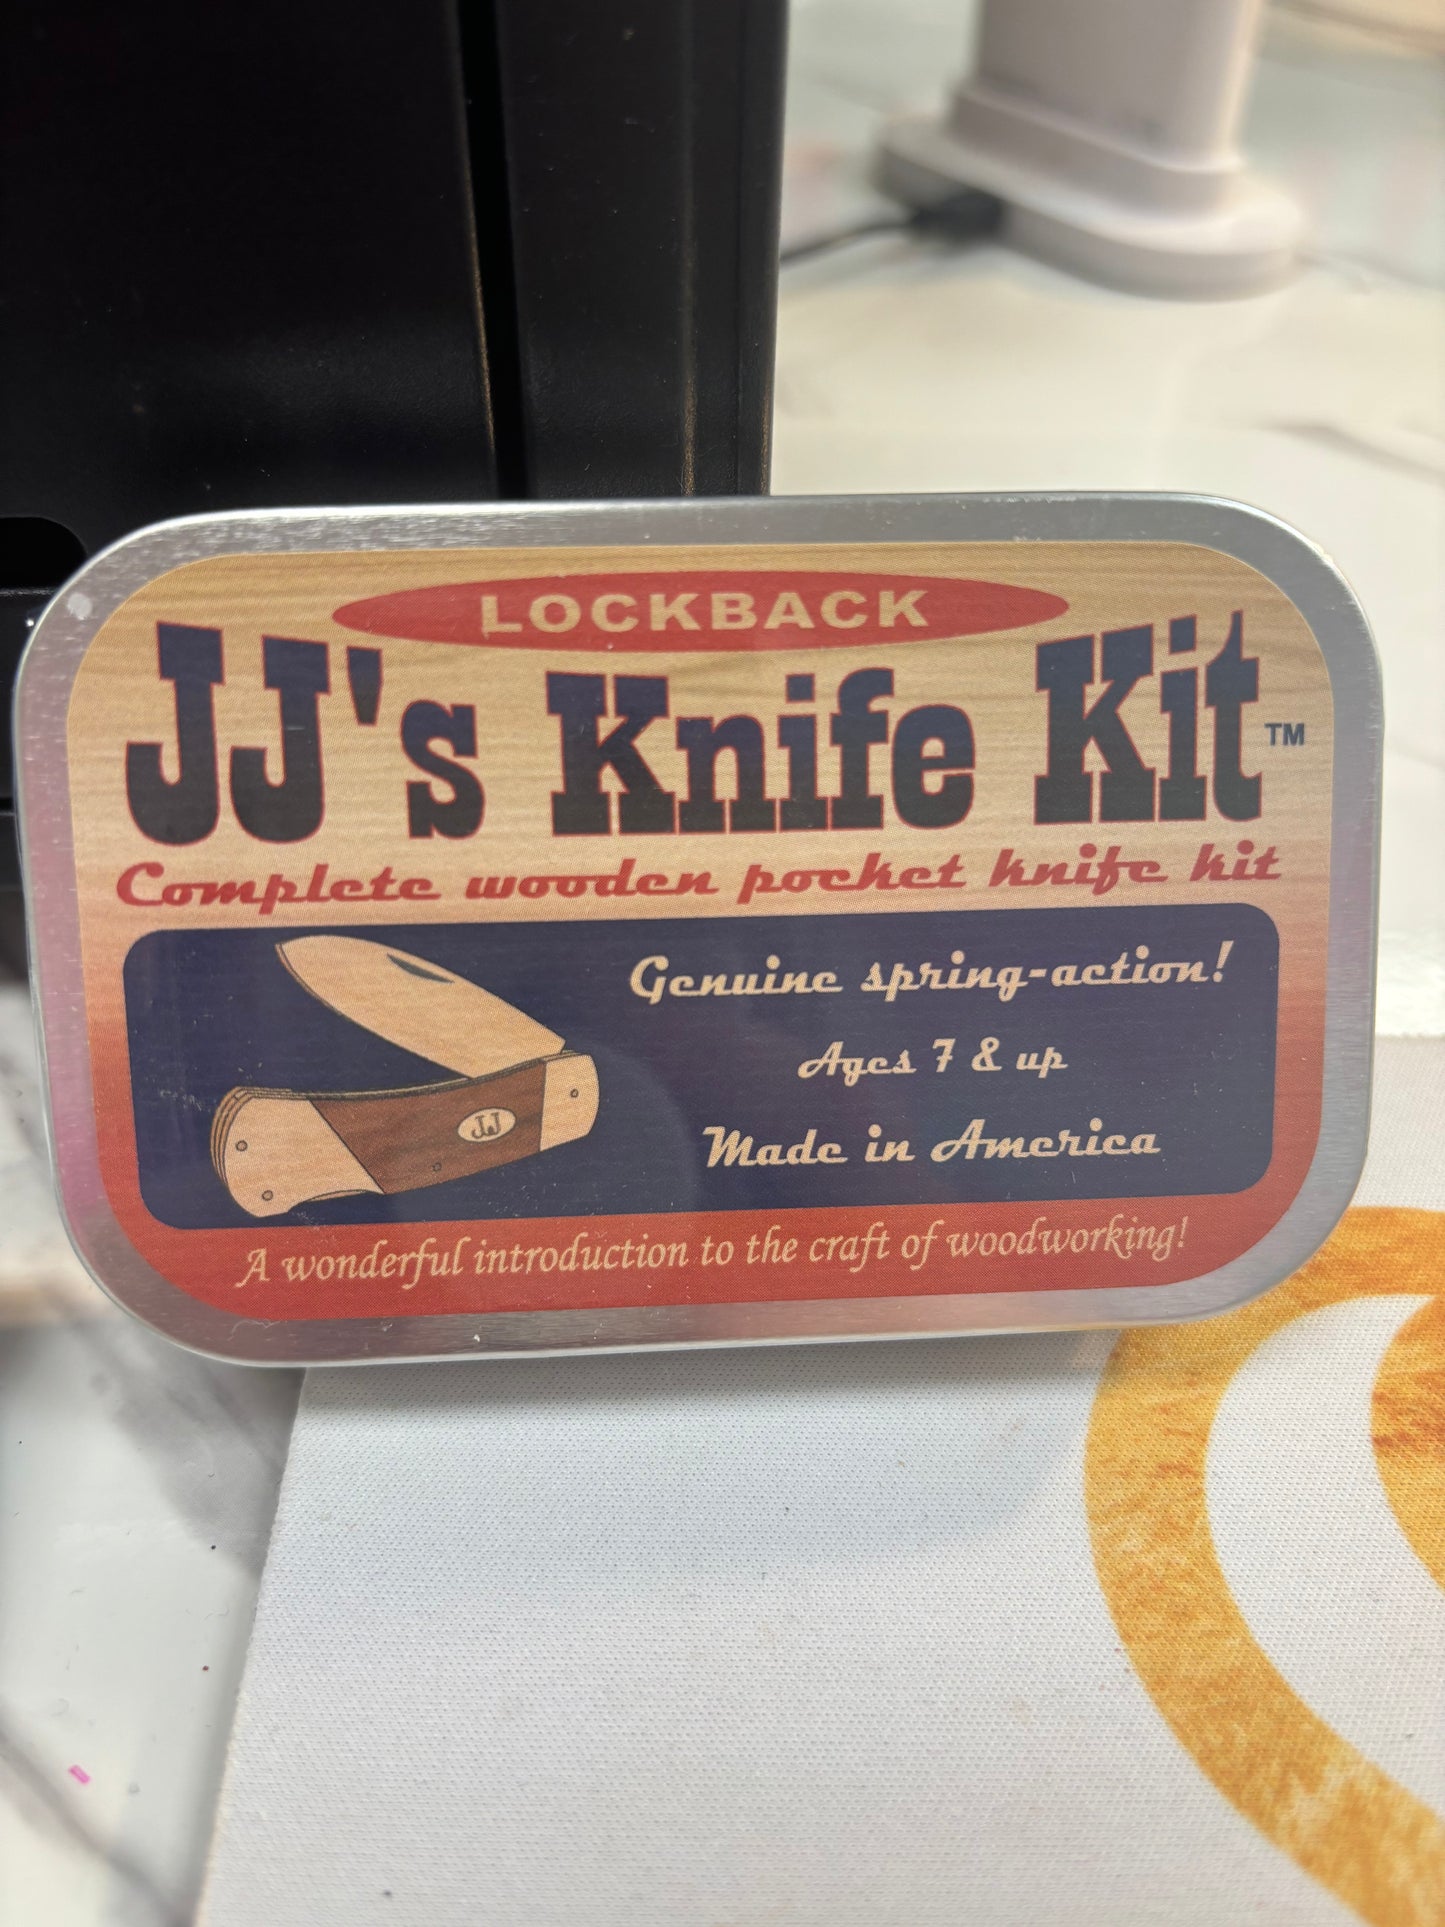 LOCKBACK
JJ's Knife Kit™
Complete wooden pocket knife kit
Genuine spring-action!
Ages 7 & up
JJ
Made in America
A wonderful introduction to the craft of woodworking!